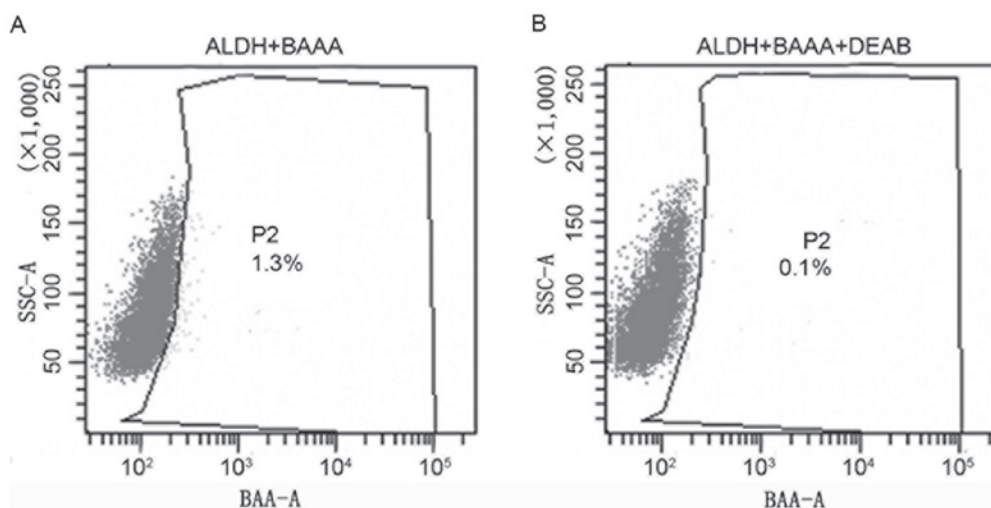 A
ALDH+BAAA
(×1,000)
250
200
150
100
50
SSC-A
P2
1.3%
10²
10³
10⁴
10⁵
BAA-A
B
ALDH+BAAA+DEAB
(×1,000)
250
200
150
100
50
SSC-A
P2
0.1%
10²
10³
10⁴
10⁵
BAA-A